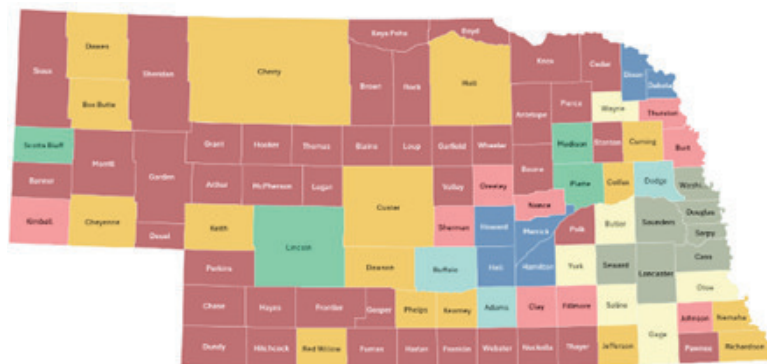 Keya Paha Boyd
Dawes
Sioux Sheridan Cherry Brown Rock Holt Knox Cedar Dixon Dakota
Box Butte Antelope Pierce Wayne Thurston
Scotts Bluff Morrill Garden Grant Hooker Thomas Blaine Loup Garfield Wheeler Madison Stanton Cuming Burt
Banner Arthur McPherson Logan Custer Valley Greeley Boone Platte Colfax Dodge Wash
Kimball Cheyenne Deuel Keith Lincoln Sherman Howard Nance Merrick Polk Butler Saunders Douglas
Sarpy
Perkins Dawson Buffalo Hall Hamilton York Seward Lancaster Cass
Otoe
Chase Hayes Frontier Gosper Phelps Kearney Adams Clay Fillmore Saline Gage Johnson Nemaha
Dundy Hitchcock Red Willow Furnas Harlan Franklin Webster Nuckolls Thayer Jefferson Pawnee Richardson